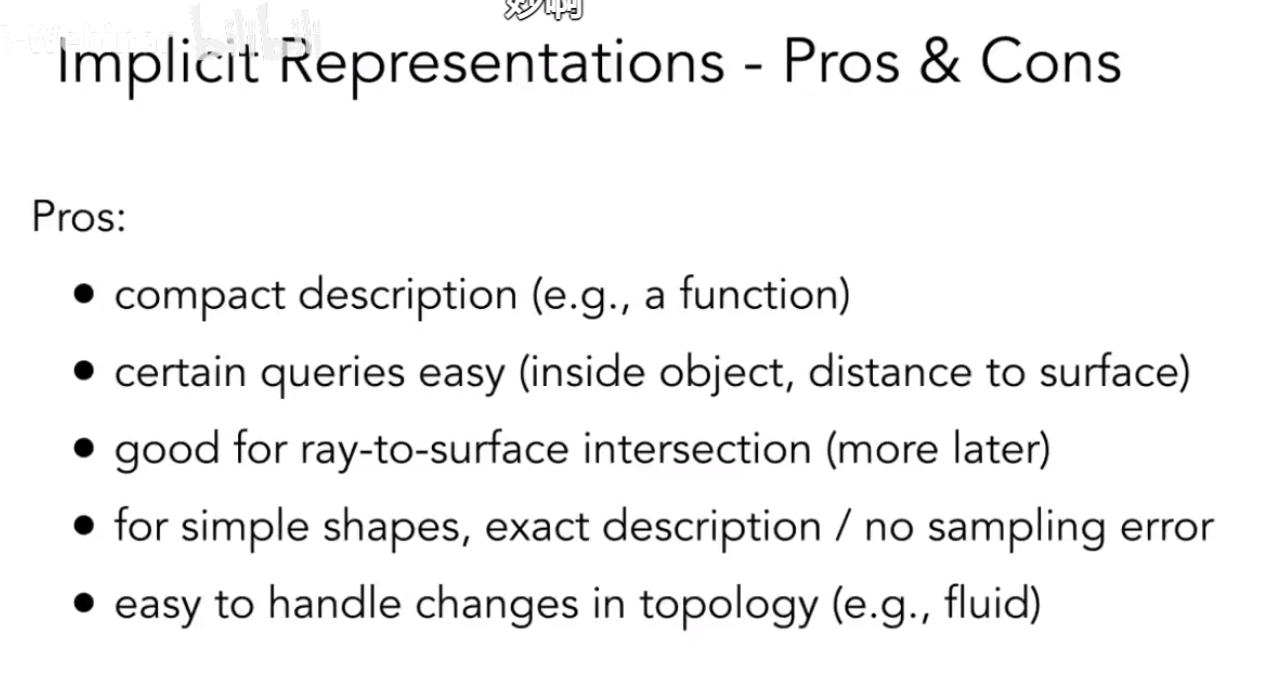 妙啊
Implicit Representations - Pros & Cons
Pros:
• compact description (e.g., a function)
• certain queries easy (inside object, distance to surface)
• good for ray-to-surface intersection (more later)
• for simple shapes, exact description / no sampling error
• easy to handle changes in topology (e.g., fluid)